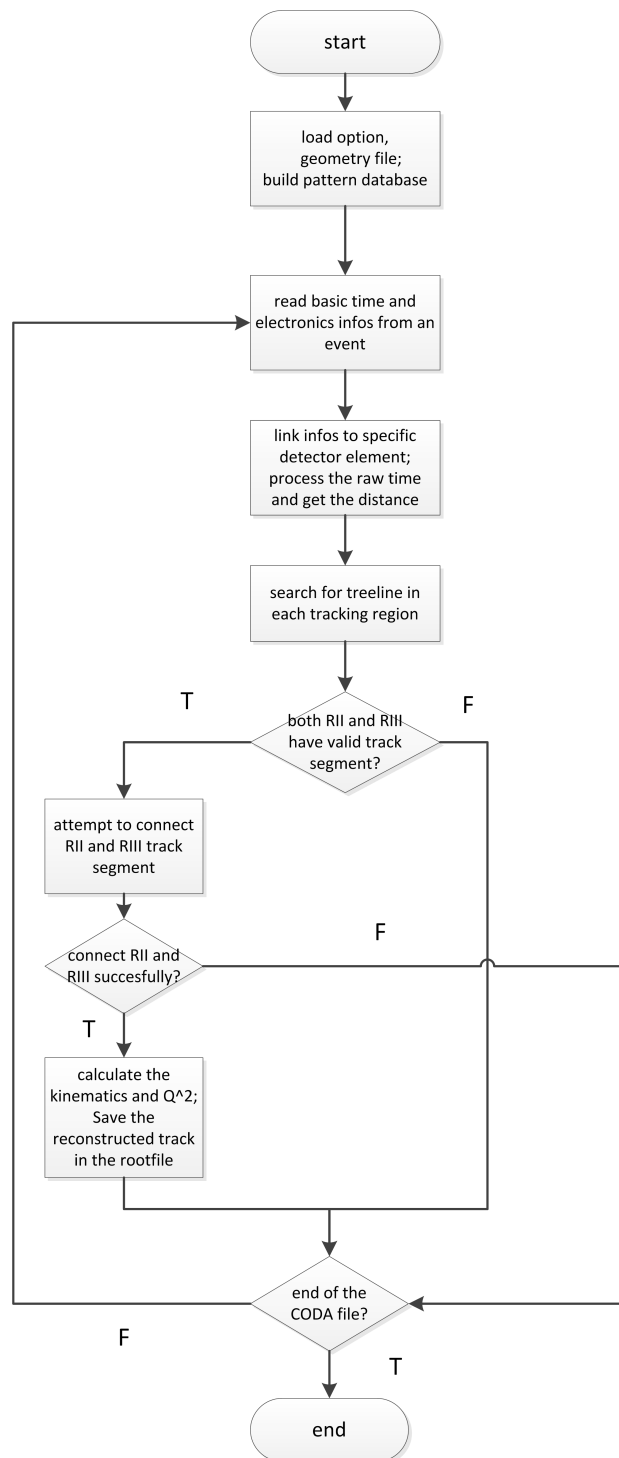 start
load option,
geometry file;
build pattern database
read basic time and
electronics infos from an
event
link infos to specific
detector element;
process the raw time
and get the distance
search for treeline in
each tracking region
T
F
both RII and RIII
have valid track
segment?
attempt to connect
RII and RIII track
segment
F
connect RII and
RIII succesfully?
T
calculate the
kinematics and Q^2;
Save the
reconstructed track
in the rootfile
end of the
CODA file?
F
T
end